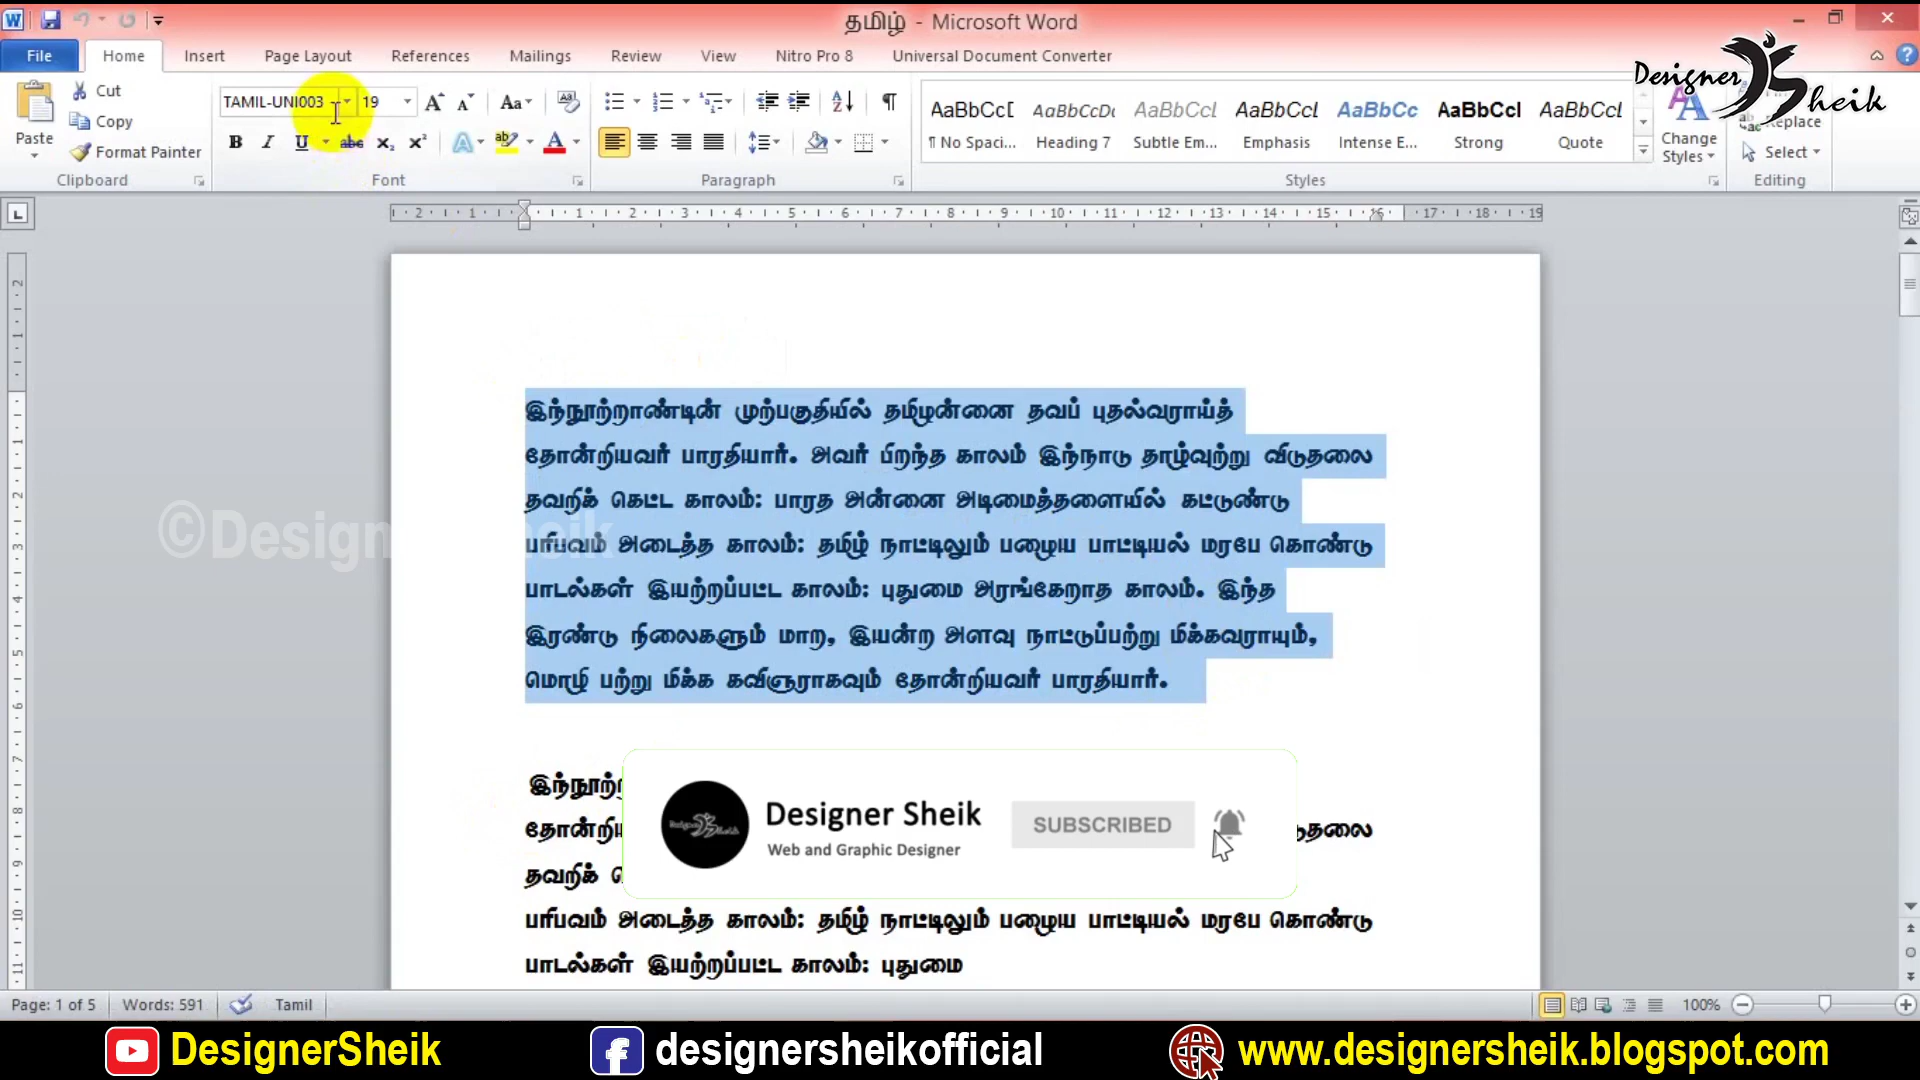 தமிழ் - Microsoft Word
File Home Insert Page Layout References Mailings Review View Nitro Pro 8 Universal Document Converter
Designer Sheik
Paste
Cut
Copy
Format Painter
Clipboard
TAMIL-UNI003 19
Font
Paragraph
AaBbCcD AaBbCcDc AaBbCcl AaBbCcl AaBbCc AaBbCcl AaBbCcl
¶ No Spaci... Heading 7 Subtle Em... Emphasis Intense E... Strong Quote
Styles
Change Styles
Replace
Select
Editing
இந்நூற்றாண்டின் முற்பகுதியில் தமிழன்னை தவப் புதல்வராய்த்
தோன்றியவர் பாரதியார். அவர் பிறந்த காலம் இந்நாடு தாழ்வுற்று விடுதலை
தவறிக் கெட்ட காலம்: பாரத அன்னை அடிமைத்தளையில் கட்டுண்டு
பரிபவம் அடைத்த காலம்: தமிழ் நாட்டிலும் பழைய பாட்டியல் மரபே கொண்டு
பாடல்கள் இயற்றப்பட்ட காலம்: புதுமை அரங்கேறாத காலம். இந்த
இரண்டு நிலைகளும் மாற, இயன்ற அளவு நாட்டுப்பற்று மிக்கவராயும்,
மொழி பற்று மிக்க கவிஞராகவும் தோன்றியவர் பாரதியார்.
©Designer Sheik
Designer Sheik
Web and Graphic Designer
SUBSCRIBED
தவறிக்
பரிபவம் அடைத்த காலம்: தமிழ் நாட்டிலும் பழைய பாட்டியல் மரபே கொண்டு
பாடல்கள் இயற்றப்பட்ட காலம்: புதுமை
Page: 1 of 5 Words: 591 Tamil 100%
DesignerSheik designersheikofficial www.designersheik.blogspot.com